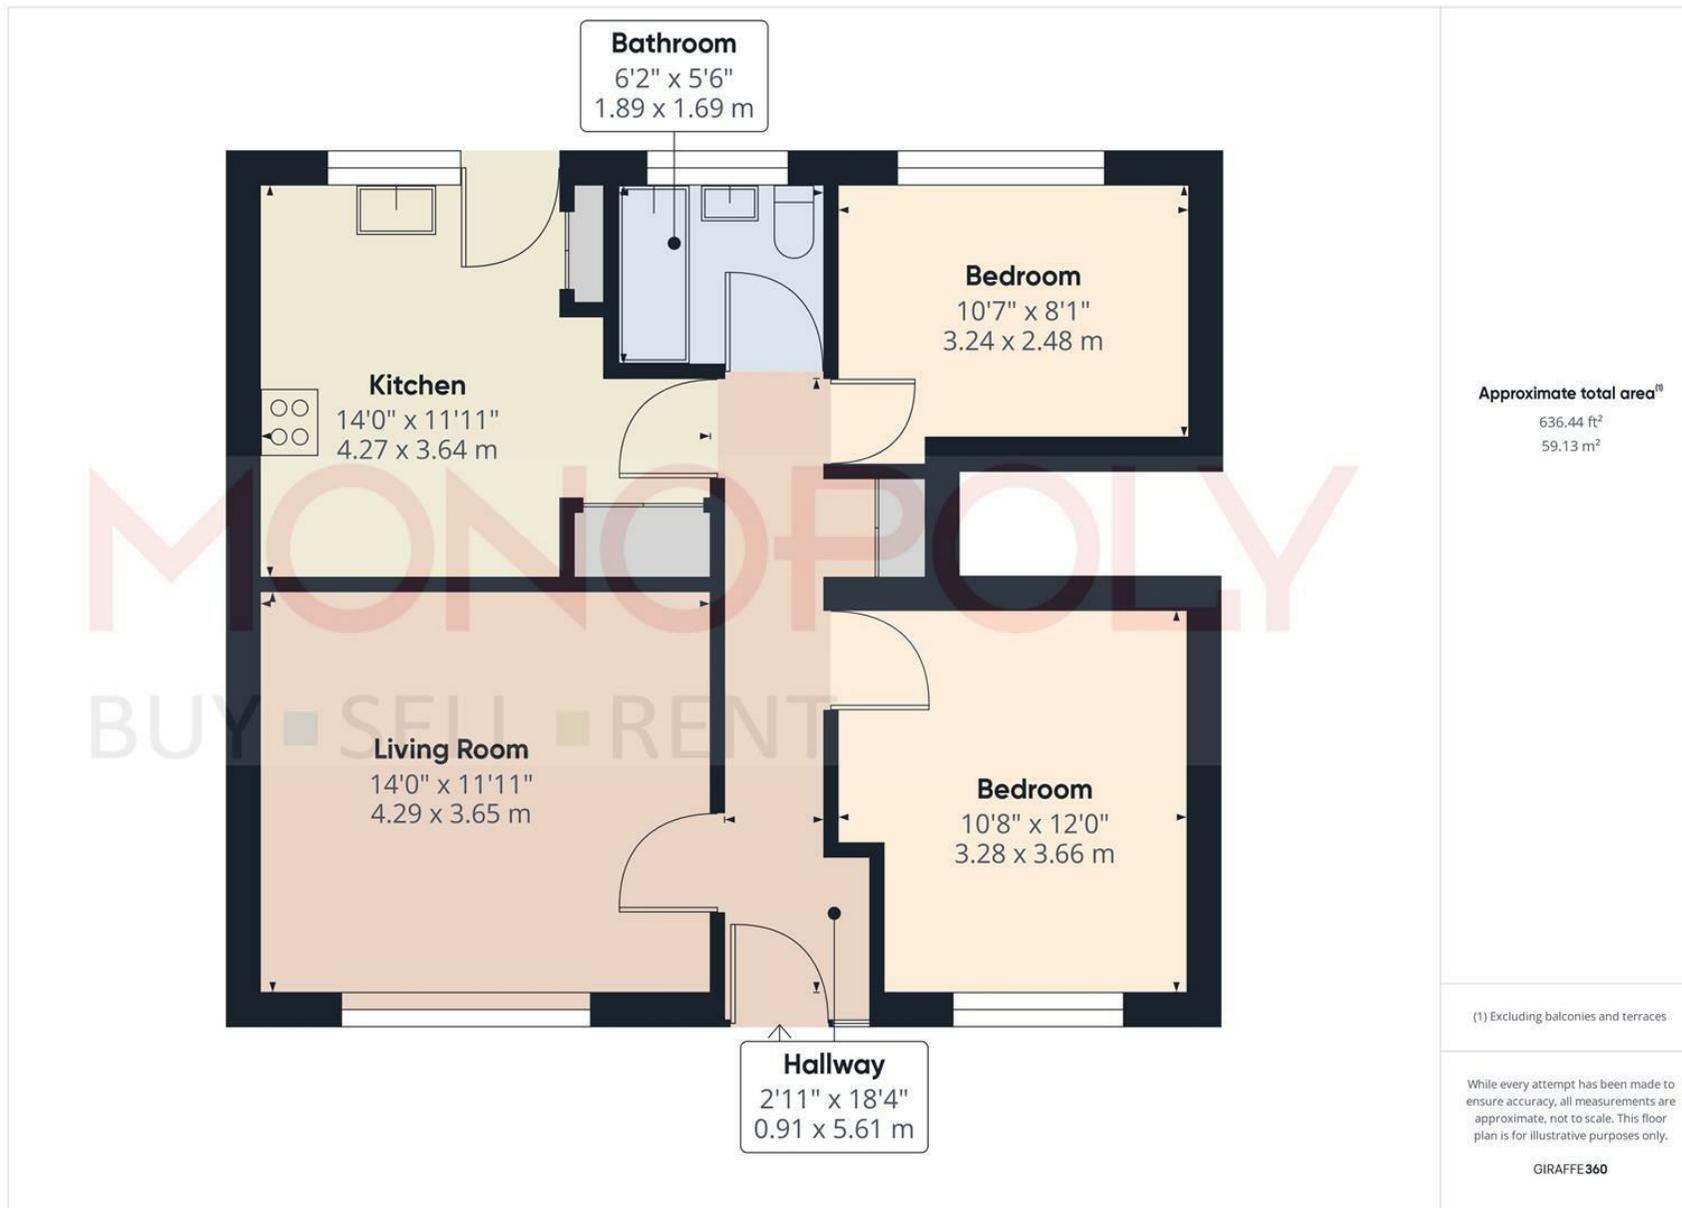 Bathroom
6'2" x 5'6"
1.89 x 1.69 m
Bedroom
10'7" x 8'1"
3.24 x 2.48 m
Kitchen
14'0" x 11'11"
4.27 x 3.64 m
MONOPOLY
BUY SELL RENT
Living Room
14'0" x 11'11"
4.29 x 3.65 m
Bedroom
10'8" x 12'0"
3.28 x 3.66 m
Hallway
2'11" x 18'4"
0.91 x 5.61 m
Approximate total area(1)
636.44 ft²
59.13 m²
(1) Excluding balconies and terraces
While every attempt has been made to
ensure accuracy, all measurements are
approximate, not to scale. This floor
plan is for illustrative purposes only.
GIRAFFE360